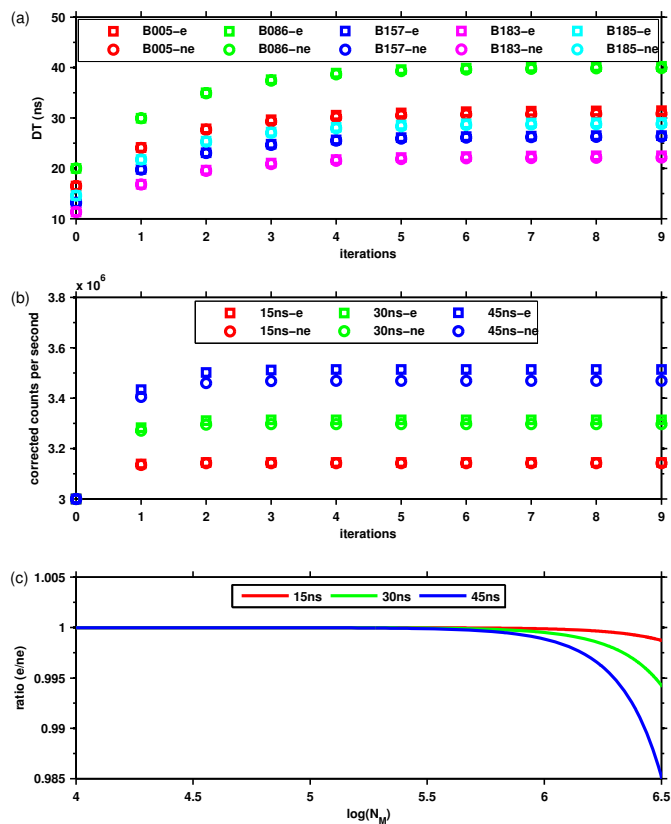 (a)
50
B005-e B086-e B157-e B183-e B185-e
B005-ne B086-ne B157-ne B183-ne B185-ne
40
30
20
10
DT (ns)
0 1 2 3 4 5 6 7 8 9
iterations
x 10^6
(b)
3.8
15ns-e 30ns-e 45ns-e
15ns-ne 30ns-ne 45ns-ne
3.6
3.4
3.2
3
corrected counts per second
0 1 2 3 4 5 6 7 8 9
iterations
(c)
1.005
15ns 30ns 45ns
1
0.995
0.99
0.985
ratio (e/ne)
4 4.5 5 5.5 6 6.5
log(N_M)